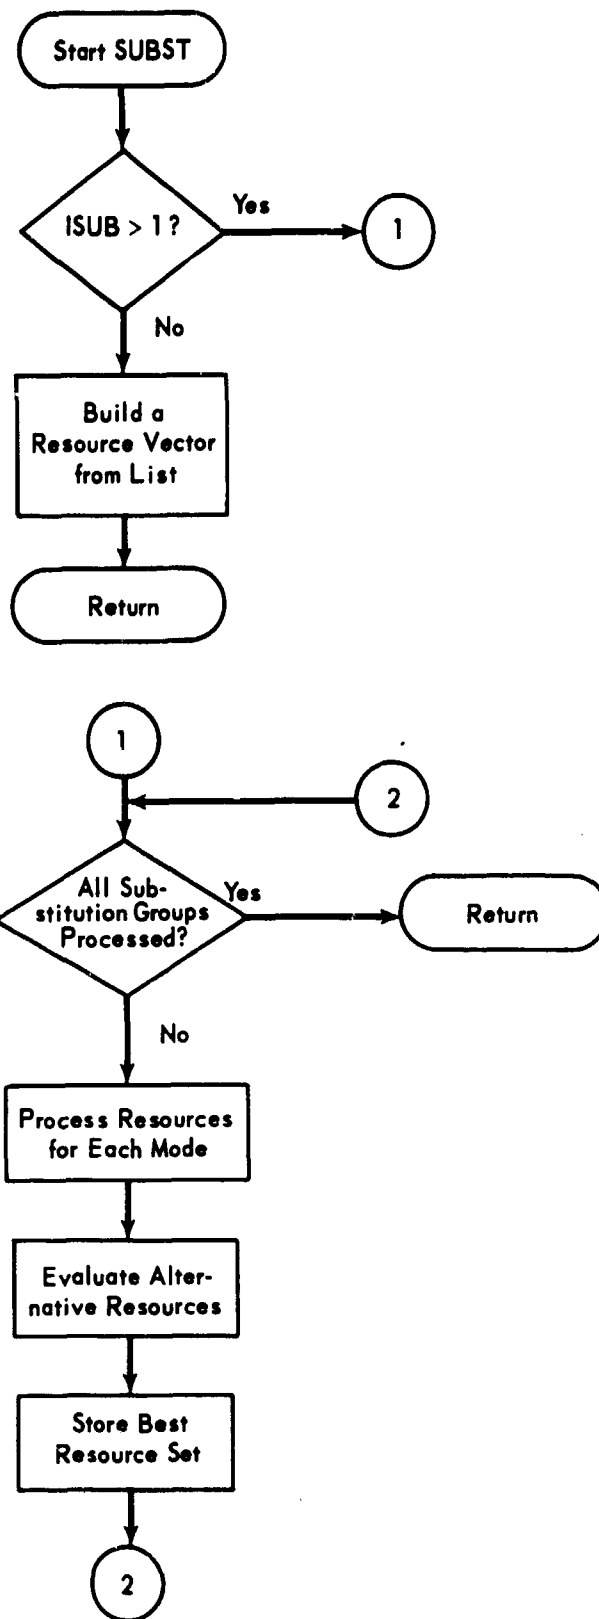 Start SUBST
ISUB > 1?
Yes
1
No
Build a
Resource Vector
from List
Return
1
2
All Sub-
stitution Groups
Processed?
Yes
Return
No
Process Resources
for Each Mode
Evaluate Alter-
native Resources
Store Best
Resource Set
2